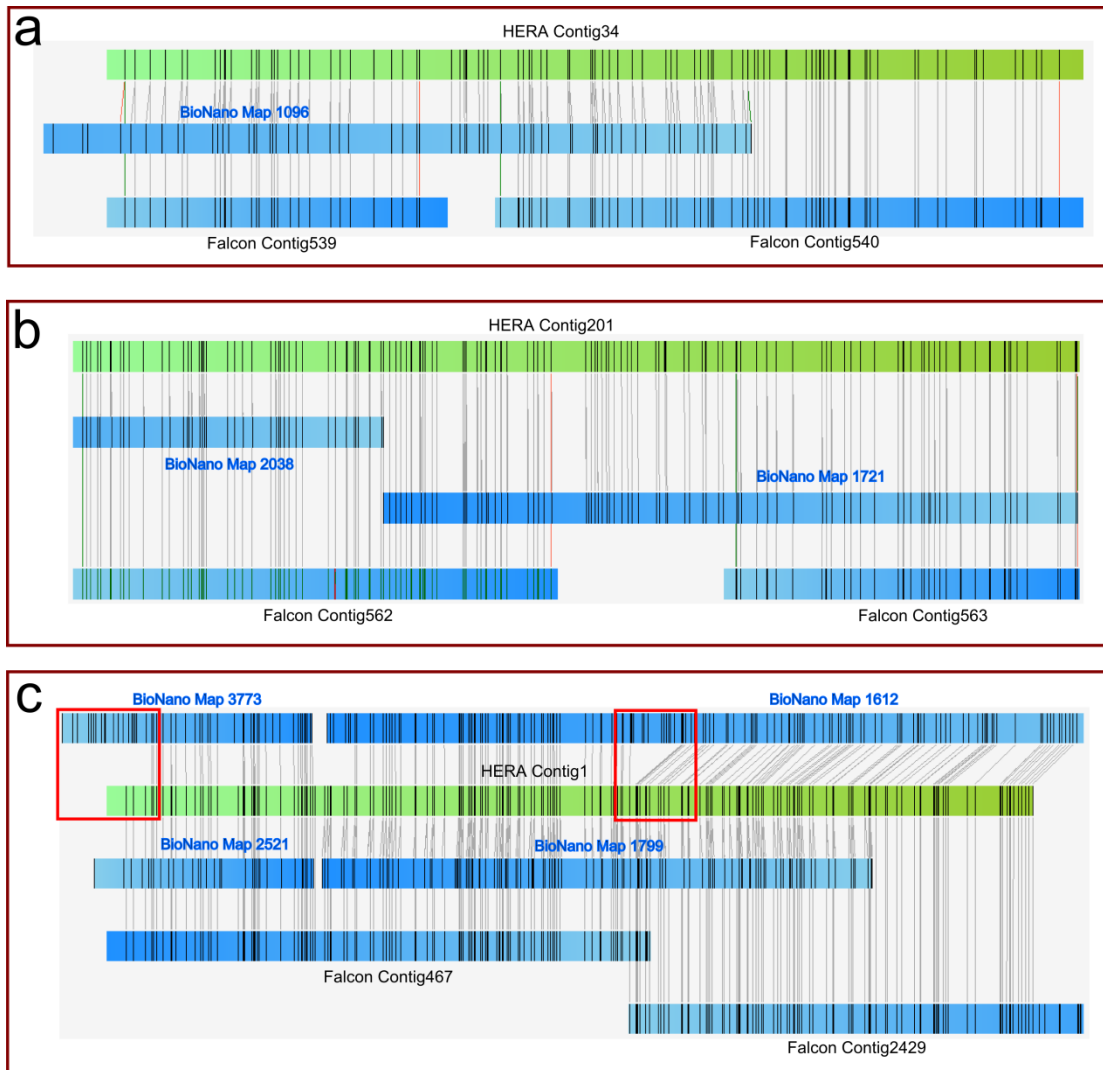 a
HERA Contig34
BioNano Map 1096
Falcon Contig539
Falcon Contig540
b
HERA Contig201
BioNano Map 2038
BioNano Map 1721
Falcon Contig562
Falcon Contig563
c
BioNano Map 3773
BioNano Map 1612
HERA Contig1
BioNano Map 2521
BioNano Map 1799
Falcon Contig467
Falcon Contig2429